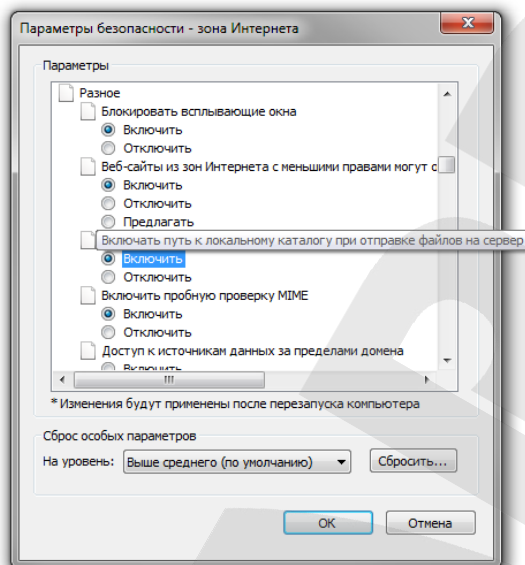 Параметры безопасности - зона Интернета
Параметры
Разное
Блокировать всплывающие окна
Включить
Отключить
Веб-сайты из зон Интернета с меньшими правами могут о
Включить
Отключить
Предлагать
Включать путь к локальному каталогу при отправке файлов на сервер
Включить
Отключить
Включить пробную проверку MIME
Включить
Отключить
Доступ к источникам данных за пределами домена
Включить
* Изменения будут применены после перезапуска компьютера
Сброс особых параметров
На уровень: Выше среднего (по умолчанию) Сбросить...
OK Отмена